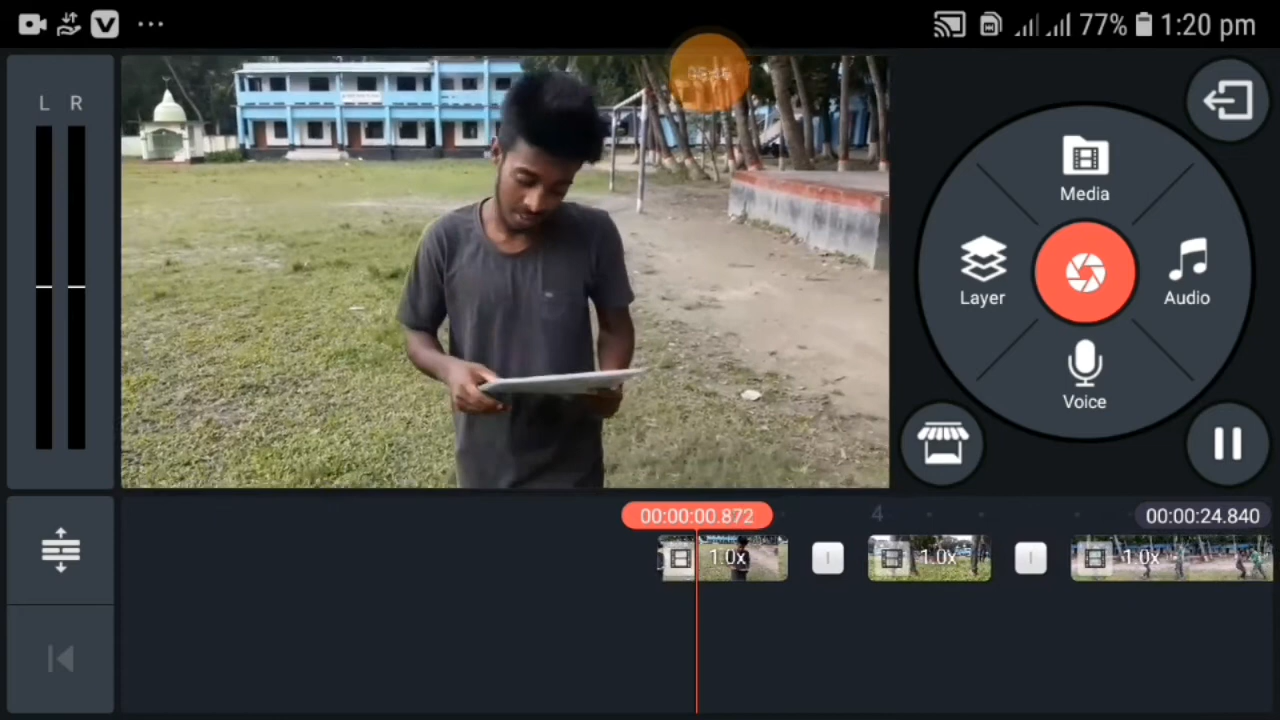 77% 1:20 pm
L R
Media
Layer
Audio
Voice
00:00:00.872
4
00:00:24.840
1.0x
1.0x
1.0x